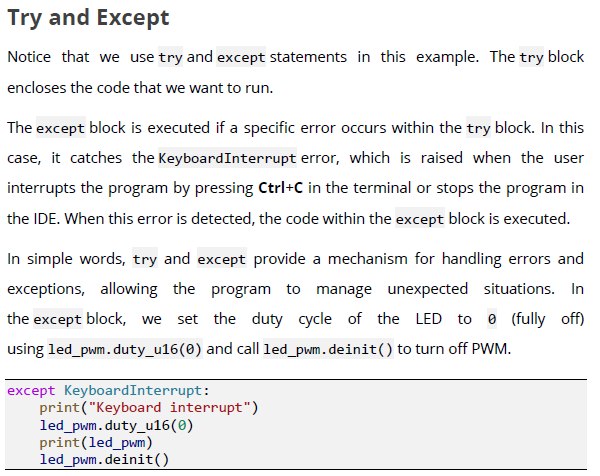 Try and Except
Notice that we use try and except statements in this example. The try block
encloses the code that we want to run.
The except block is executed if a specific error occurs within the try block. In this
case, it catches the KeyboardInterrupt error, which is raised when the user
interrupts the program by pressing Ctrl+C in the terminal or stops the program in
the IDE. When this error is detected, the code within the except block is executed.
In simple words, try and except provide a mechanism for handling errors and
exceptions, allowing the program to manage unexpected situations. In
the except block, we set the duty cycle of the LED to 0 (fully off)
using led_pwm.duty_u16(0) and call led_pwm.deinit() to turn off PWM.
except KeyboardInterrupt:
    print("Keyboard interrupt")
    led_pwm.duty_u16(0)
    print(led_pwm)
    led_pwm.deinit()